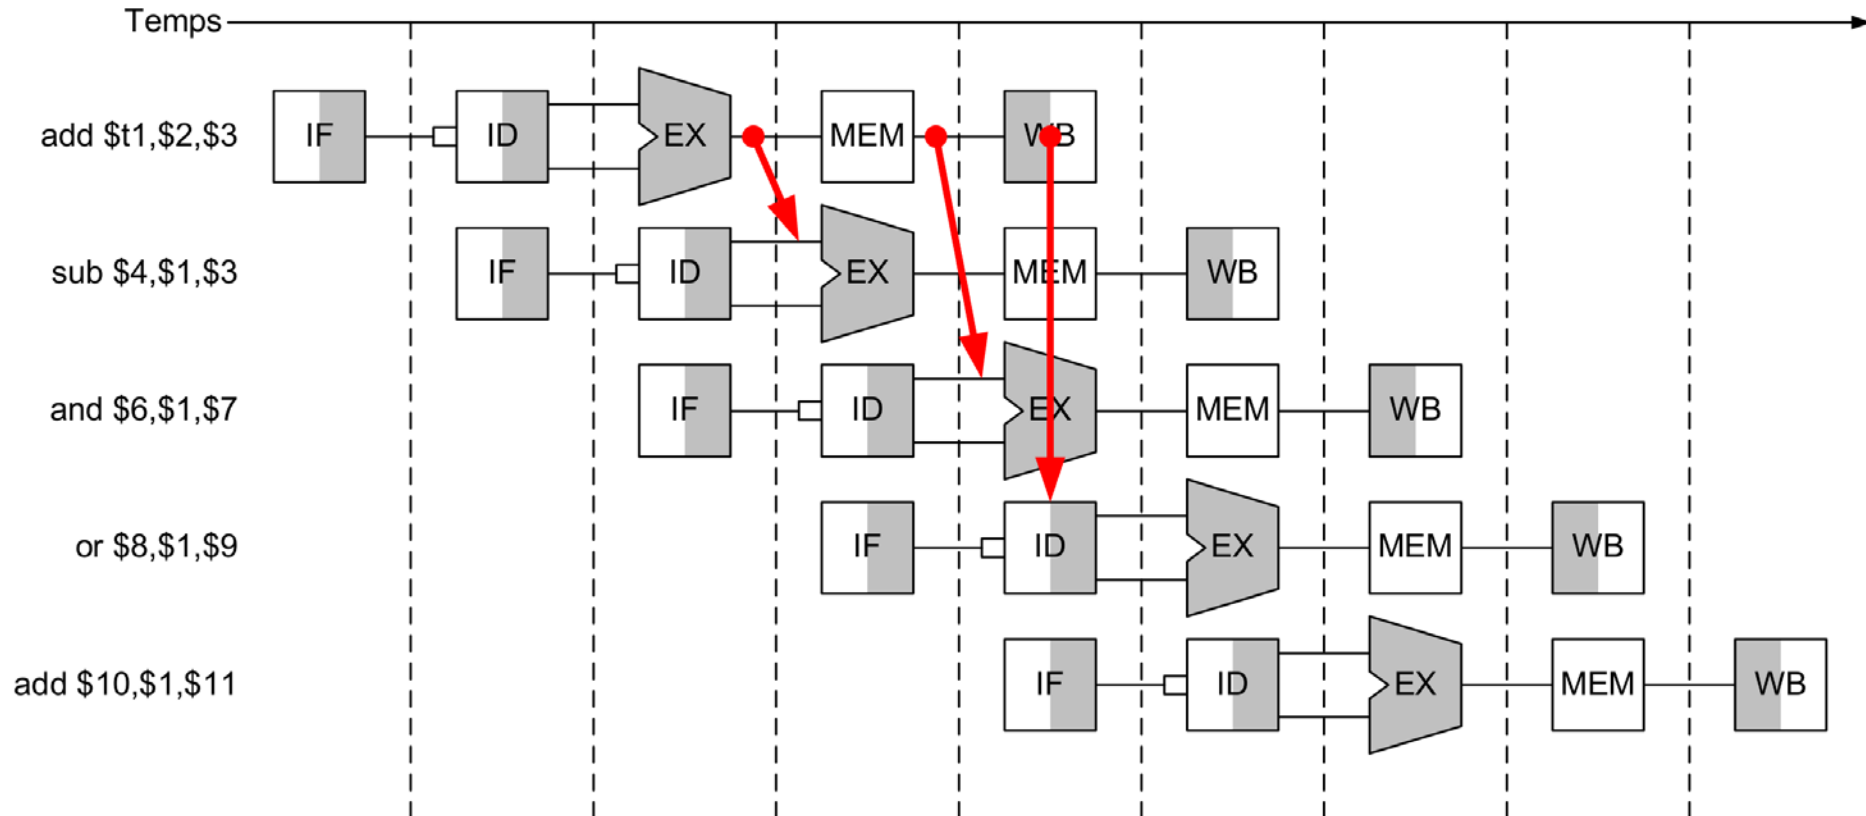 Temps
add $t1,$2,$3 IF ID EX MEM WB
sub $4,$1,$3 IF ID EX MEM WB
and $6,$1,$7 IF ID EX MEM WB
or $8,$1,$9 IF ID EX MEM WB
add $10,$1,$11 IF ID EX MEM WB